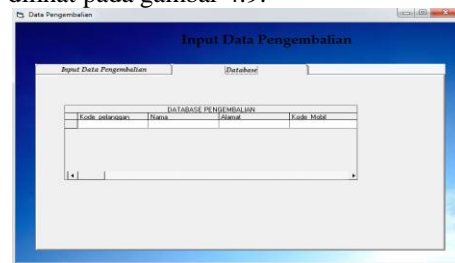 dilihat pada gambar 4.9.
Data Pengembalian
Input Data Pengembalian
Input Data Pengembalian Database
DATABASE PENGEMBALIAN
Kode pelanggan Nama Alamat Kode Mobil